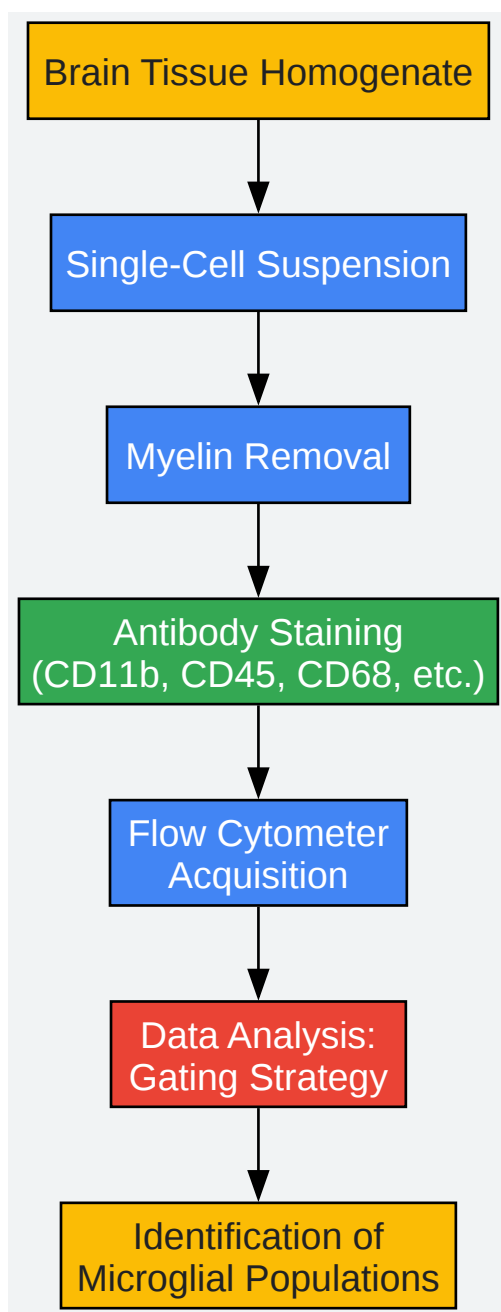 Brain Tissue Homogenate
Single-Cell Suspension
Myelin Removal
Antibody Staining
(CD11b, CD45, CD68, etc.)
Flow Cytometer
Acquisition
Data Analysis:
Gating Strategy
Identification of
Microglial Populations